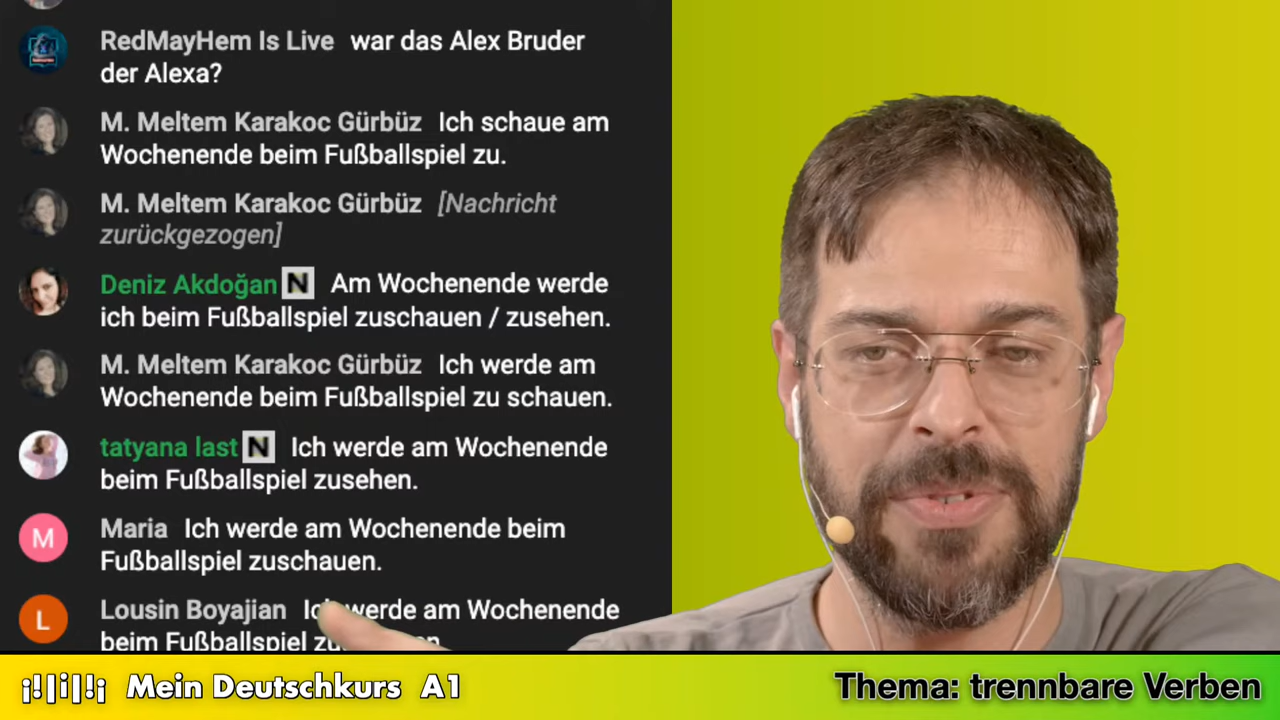 RedMayHem Is Live war das Alex Bruder
der Alexa?
M. Meltem Karakoc Gürbüz Ich schaue am
Wochenende beim Fußballspiel zu.
M. Meltem Karakoc Gürbüz [Nachricht
zurückgezogen]
Deniz Akdoğan N Am Wochenende werde
ich beim Fußballspiel zuschauen / zusehen.
M. Meltem Karakoc Gürbüz Ich werde am
Wochenende beim Fußballspiel zu schauen.
tatyana last N Ich werde am Wochenende
beim Fußballspiel zusehen.
M Maria Ich werde am Wochenende beim
Fußballspiel zuschauen.
L Lousin Boyajian Ich werde am Wochenende
beim Fußballspiel
¡!|i|!¡ Mein Deutschkurs A1
Thema: trennbare Verben